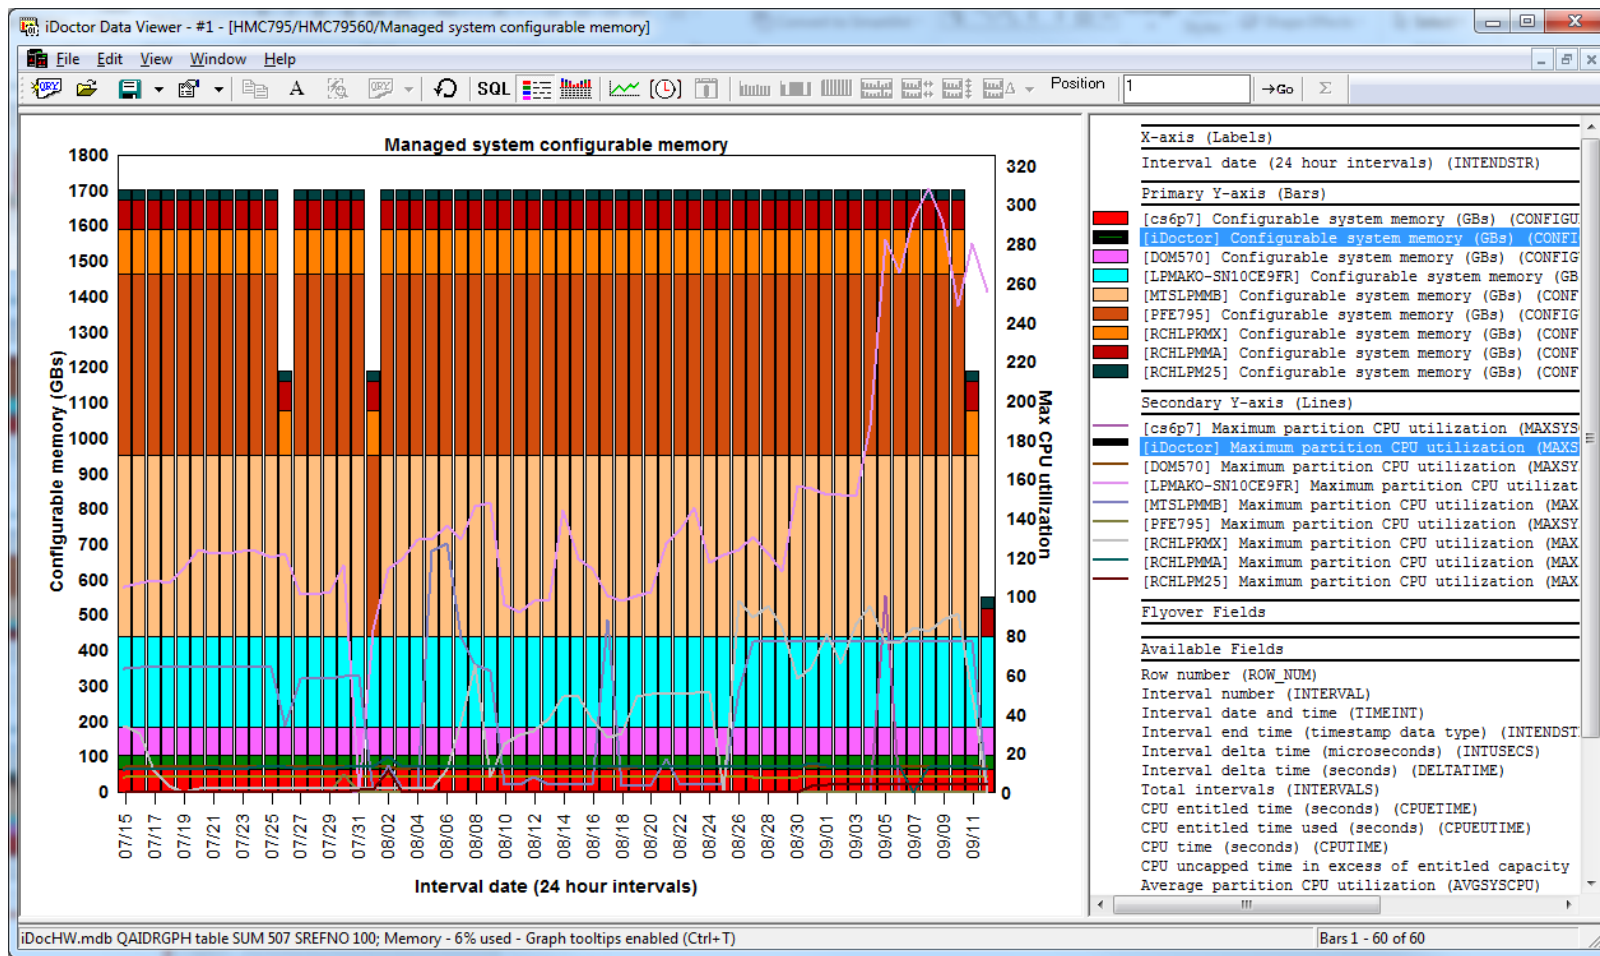 iDoctor Data Viewer - #1 - [HMC795/HMC79560/Managed system configurable memory]
File Edit View Window Help
SQL Position 1 →Go Σ
Managed system configurable memory
1800
1700
1600
1500
1400
1300
1200
1100
1000
900
800
700
600
500
400
300
200
100
0
Configurable memory (GBs)
320
300
280
260
240
220
200
180
160
140
120
100
80
60
40
20
0
Max CPU utilization
07/15 07/17 07/19 07/21 07/23 07/25 07/27 07/29 07/31 08/02 08/04 08/06 08/08 08/10 08/12 08/14 08/16 08/18 08/20 08/22 08/24 08/26 08/28 08/30 09/01 09/03 09/05 09/07 09/09 09/11
Interval date (24 hour intervals)
X-axis (Labels)
Interval date (24 hour intervals) (INTENDSTR)
Primary Y-axis (Bars)
[cs6p7] Configurable system memory (GBs) (CONFIGU
[iDoctor] Configurable system memory (GBs) (CONFI
[DOM570] Configurable system memory (GBs) (CONFIG
[LPMAKO-SN10CE9FR] Configurable system memory (GB
[MTSLPMMB] Configurable system memory (GBs) (CONF
[PFE795] Configurable system memory (GBs) (CONFIG
[RCHLPKMX] Configurable system memory (GBs) (CONF
[RCHLPMMA] Configurable system memory (GBs) (CONF
[RCHLPM25] Configurable system memory (GBs) (CONF
Secondary Y-axis (Lines)
[cs6p7] Maximum partition CPU utilization (MAXSYS
[iDoctor] Maximum partition CPU utilization (MAXS
[DOM570] Maximum partition CPU utilization (MAXSY
[LPMAKO-SN10CE9FR] Maximum partition CPU utilizat
[MTSLPMMB] Maximum partition CPU utilization (MAX
[PFE795] Maximum partition CPU utilization (MAXSY
[RCHLPKMX] Maximum partition CPU utilization (MAX
[RCHLPMMA] Maximum partition CPU utilization (MAX
[RCHLPM25] Maximum partition CPU utilization (MAX
Flyover Fields
Available Fields
Row number (ROW_NUM)
Interval number (INTERVAL)
Interval date and time (TIMEINT)
Interval end time (timestamp data type) (INTENDST
Interval delta time (microseconds) (INTUSECS)
Interval delta time (seconds) (DELTATIME)
Total intervals (INTERVALS)
CPU entitled time (seconds) (CPUETIME)
CPU entitled time used (seconds) (CPUEUTIME)
CPU time (seconds) (CPUTIME)
CPU uncapped time in excess of entitled capacity
Average partition CPU utilization (AVGSYSCPU)
iDocHW.mdb QAIDRGPH table SUM 507 SREFNO 100; Memory - 6% used - Graph tooltips enabled (Ctrl+T)
Bars 1 - 60 of 60